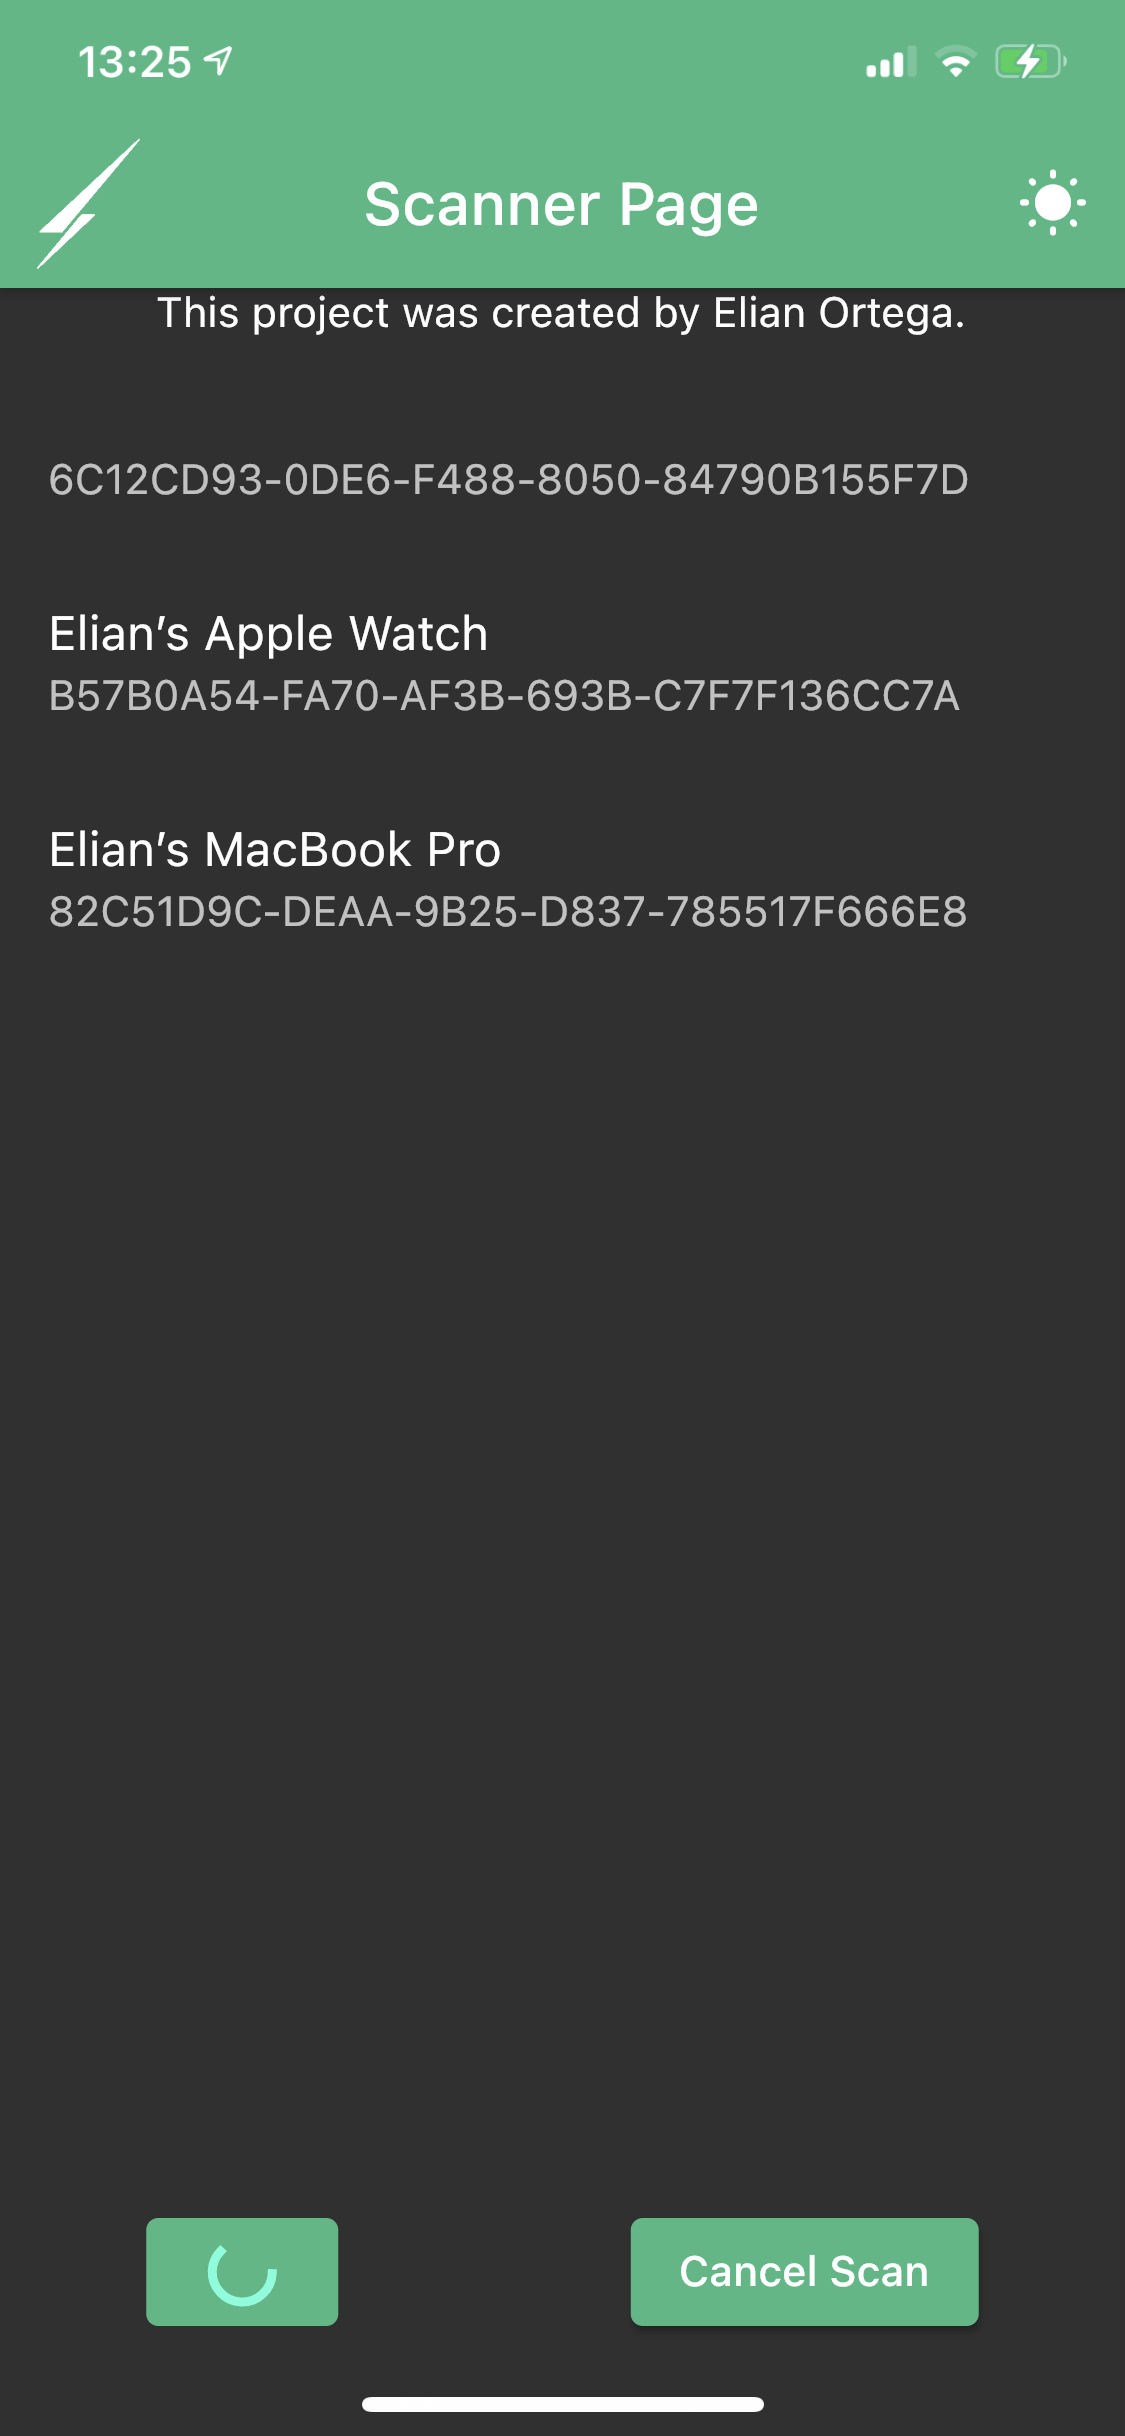 13:25
Scanner Page
This project was created by Elian Ortega.
6C12CD93-0DE6-F488-8050-84790B155F7D
Elian’s Apple Watch
B57B0A54-FA70-AF3B-693B-C7F7F136CC7A
Elian’s MacBook Pro
82C51D9C-DEAA-9B25-D837-785517F666E8
Cancel Scan